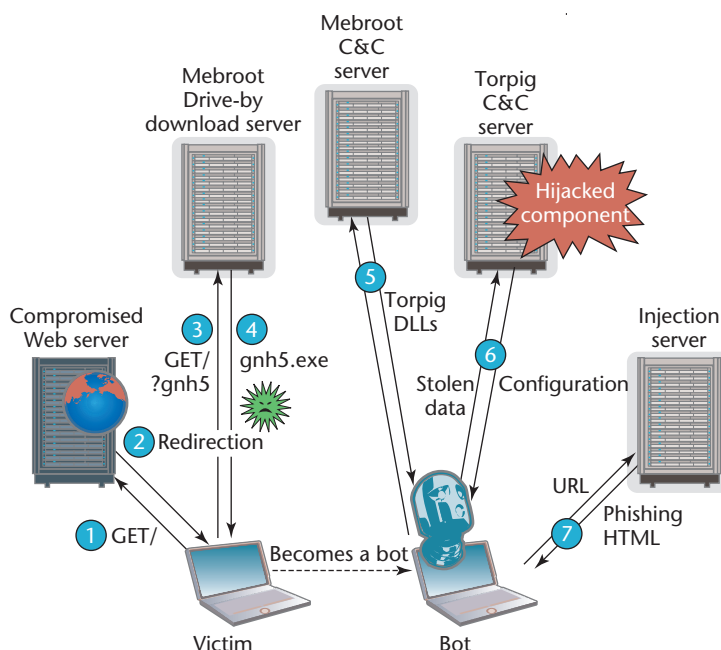 Mebroot
C&C
server
Mebroot
Drive-by
download server
Torpig
C&C
server
Hijacked
component
Compromised
Web server
3
GET/
?gnh5
4
gnh5.exe
5
Torpig
DLLs
6
Stolen
data
Configuration
Injection
server
2 Redirection
1 GET/
URL
7
Phishing
HTML
Becomes a bot
Victim
Bot